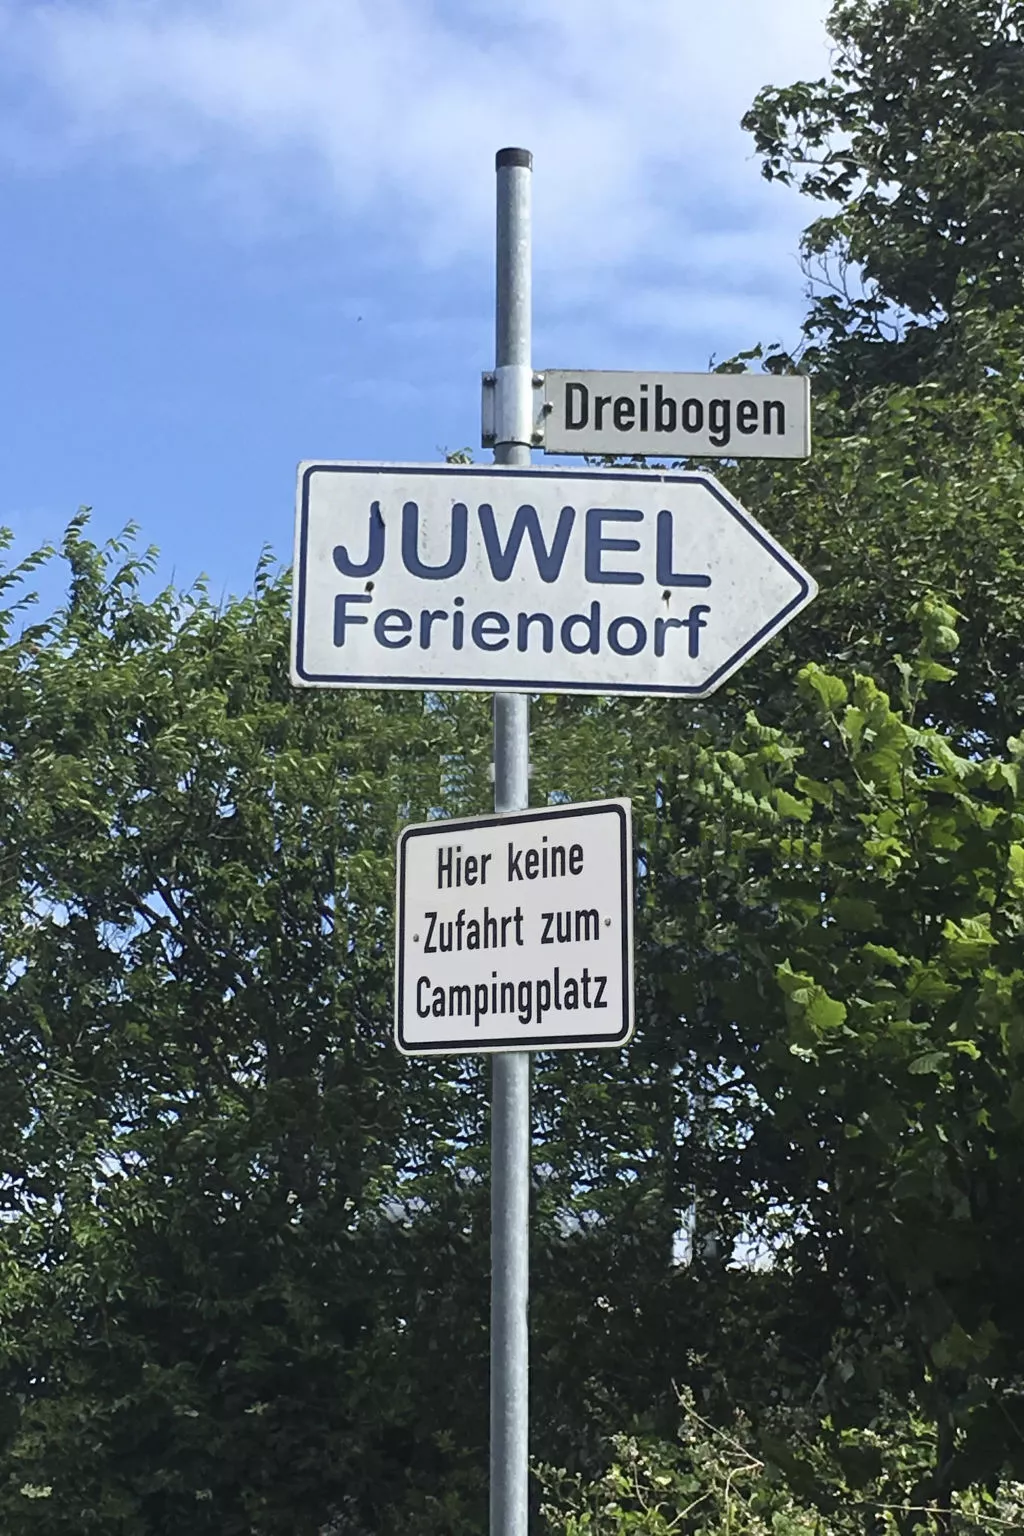 Dreibogen
JUWEL
Feriendorf
Hier keine
Zufahrt zum
Campingplatz